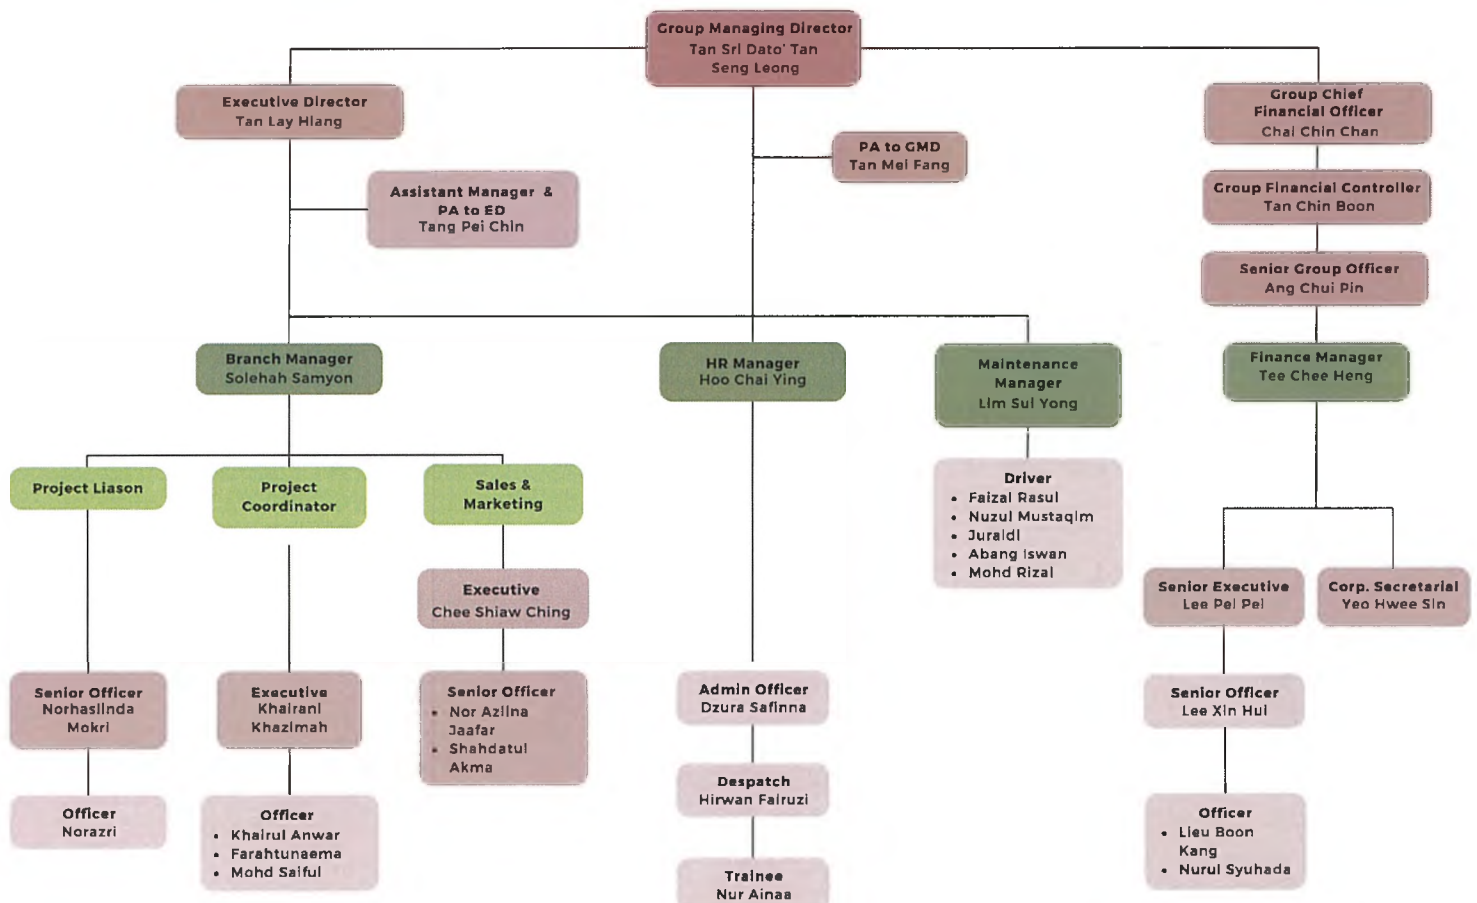 Group Managing Director
Tan Sri Dato' Tan
Seng Leong
Executive Director
Tan Lay Hiang
Group Chief
Financial Officer
Chai Chin Chan
PA to GMD
Tan Mei Fang
Assistant Manager &
PA to ED
Tang Pei Chin
Group Financial Controller
Tan Chin Boon
Senior Group Officer
Ang Chui Pin
Branch Manager
Solehah Samyon
HR Manager
Hoo Chai Ying
Maintenance
Manager
Lim Sui Yong
Finance Manager
Tee Chee Heng
Project Liason
Project
Coordinator
Sales &
Marketing
Driver
• Faizal Rasul
• Nuzul Mustaqim
• Juraidi
• Abang Iswan
• Mohd Rizal
Executive
Chee Shiaw Ching
Senior Executive
Lee Pei Pei
Corp. Secretarial
Yeo Hwee Sin
Senior Officer
Norhaslinda
Mokri
Executive
Khairani
Khazimah
Senior Officer
• Nor Azlina
Jaafar
• Shahdatul
Akma
Admin Officer
Dzura Safinna
Senior Officer
Lee Xin Hui
Officer
Norazri
Officer
• Khairul Anwar
• Farahtunaema
• Mohd Saiful
Despatch
Hirwan Fairuzi
Officer
• Lieu Boon
Kang
• Nurul Syuhada
Trainee
Nur Ainaa